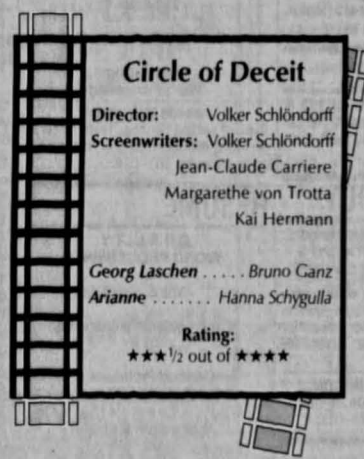 Circle of Deceit
Director: Volker Schlöndorff
Screenwriters: Volker Schlöndorff
Jean-Claude Carriere
Margarethe von Trotta
Kai Hermann
Georg Laschen ..... Bruno Ganz
Arianne ....... Hanna Schygulla
Rating:
★★★½ out of ★★★★